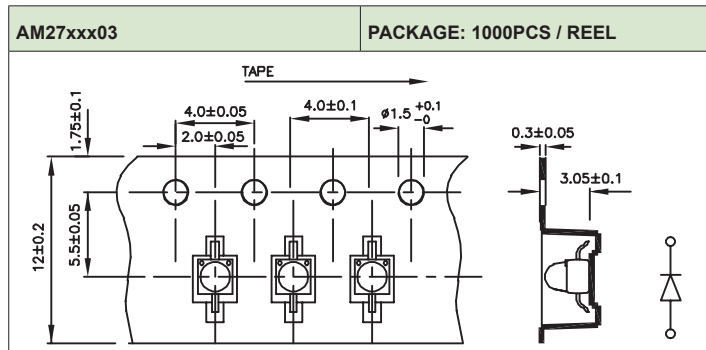 AM27xxx03
PACKAGE: 1000PCS / REEL
TAPE
1.75±0.1
4.0±0.05
4.0±0.1
ø1.5 +0.1 -0
2.0±0.05
0.3±0.05
3.05±0.1
12±0.2
5.5±0.05